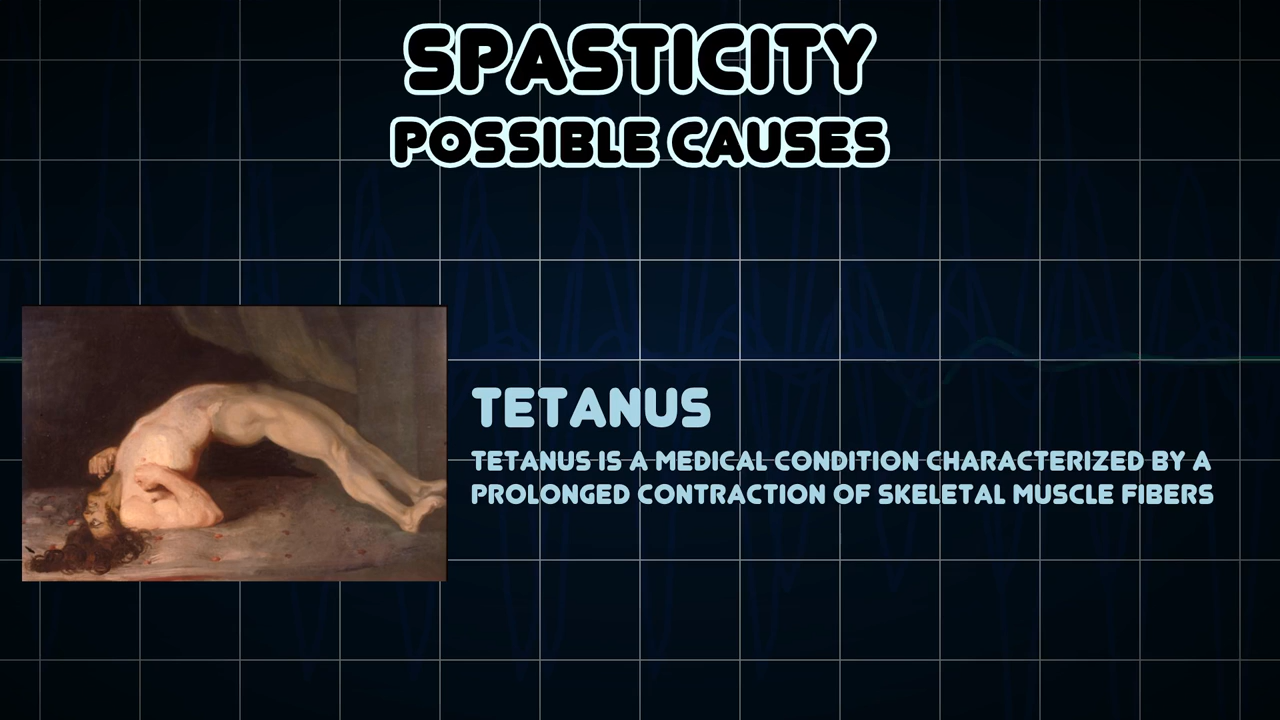 SPASTICITY
POSSIBLE CAUSES
TETANUS
TETANUS IS A MEDICAL CONDITION CHARACTERIZED BY A
PROLONGED CONTRACTION OF SKELETAL MUSCLE FIBERS